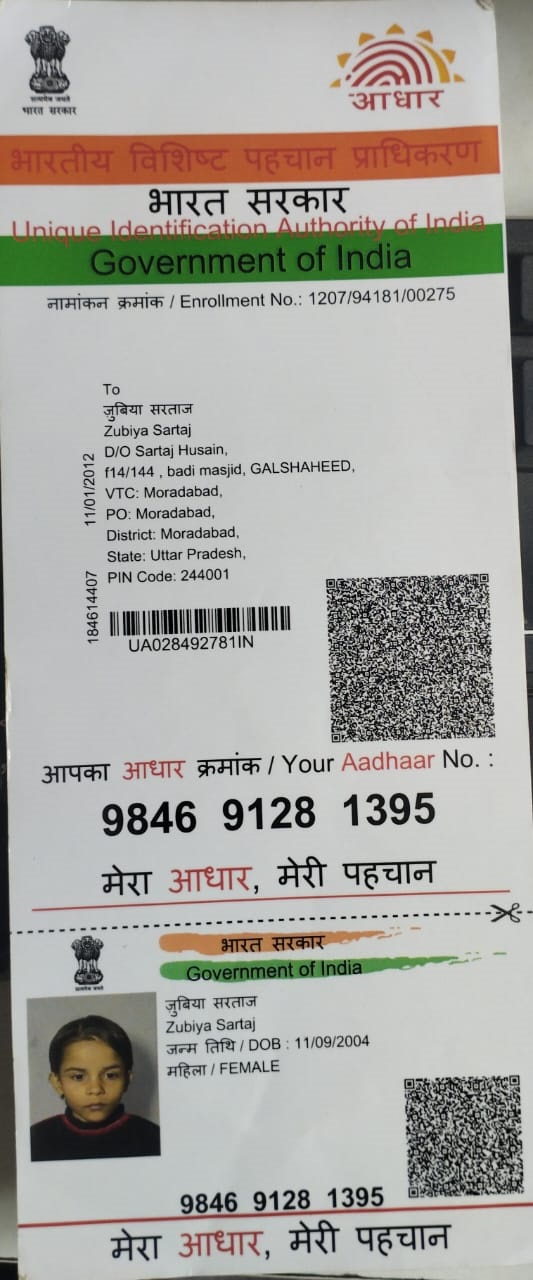 सत्यमेव जयते
भारत सरकार
आधार
भारतीय विशिष्ट पहचान प्राधिकरण
भारत सरकार
Unique Identification Authority of India
Government of India
नामांकन क्रमांक / Enrollment No.: 1207/94181/00275
To
ज़ुबिया सरताज
Zubiya Sartaj
D/O Sartaj Husain,
f14/144 , badi masjid, GALSHAHEED,
VTC: Moradabad,
PO: Moradabad,
District: Moradabad,
State: Uttar Pradesh,
PIN Code: 244001
11/01/2012
184614407
UA028492781IN
आपका आधार क्रमांक / Your Aadhaar No. :
9846 9128 1395
मेरा आधार, मेरी पहचान
भारत सरकार
Government of India
ज़ुबिया सरताज
Zubiya Sartaj
जन्म तिथि / DOB : 11/09/2004
महिला / FEMALE
9846 9128 1395
मेरा आधार, मेरी पहचान